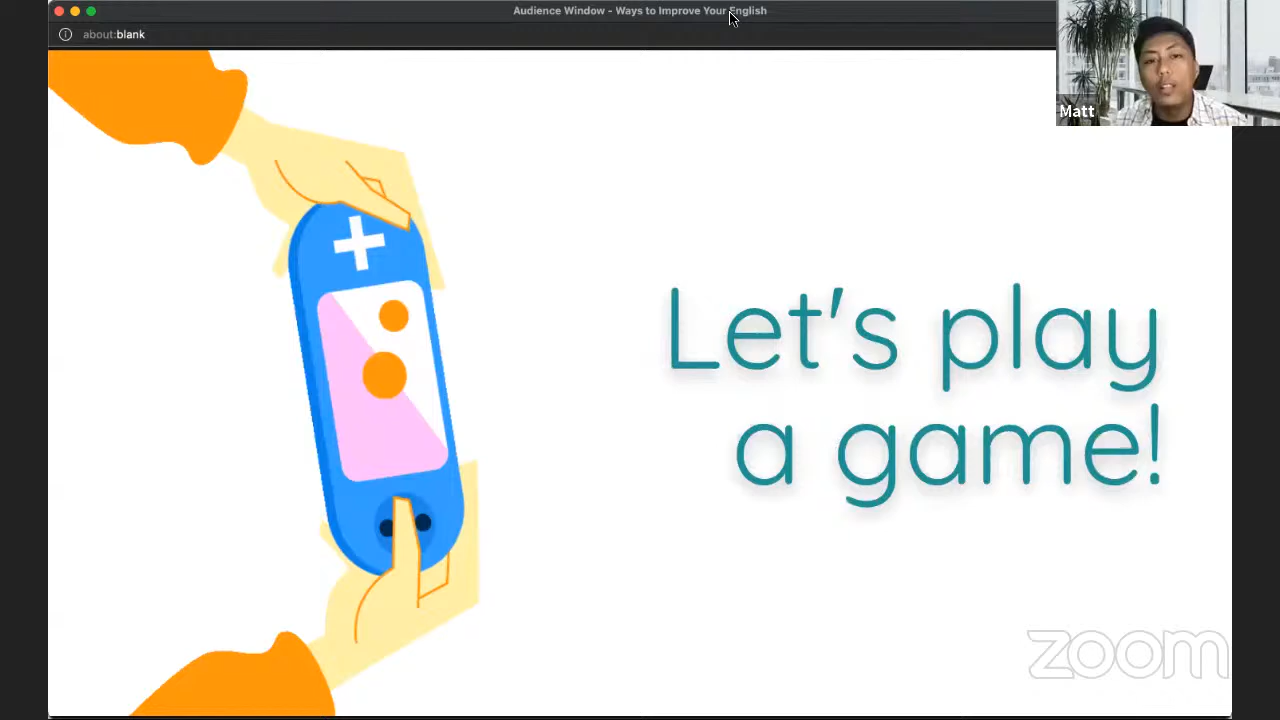 Audience Window - Ways to Improve Your English
about:blank
Matt
Let's play
a game!
zoom